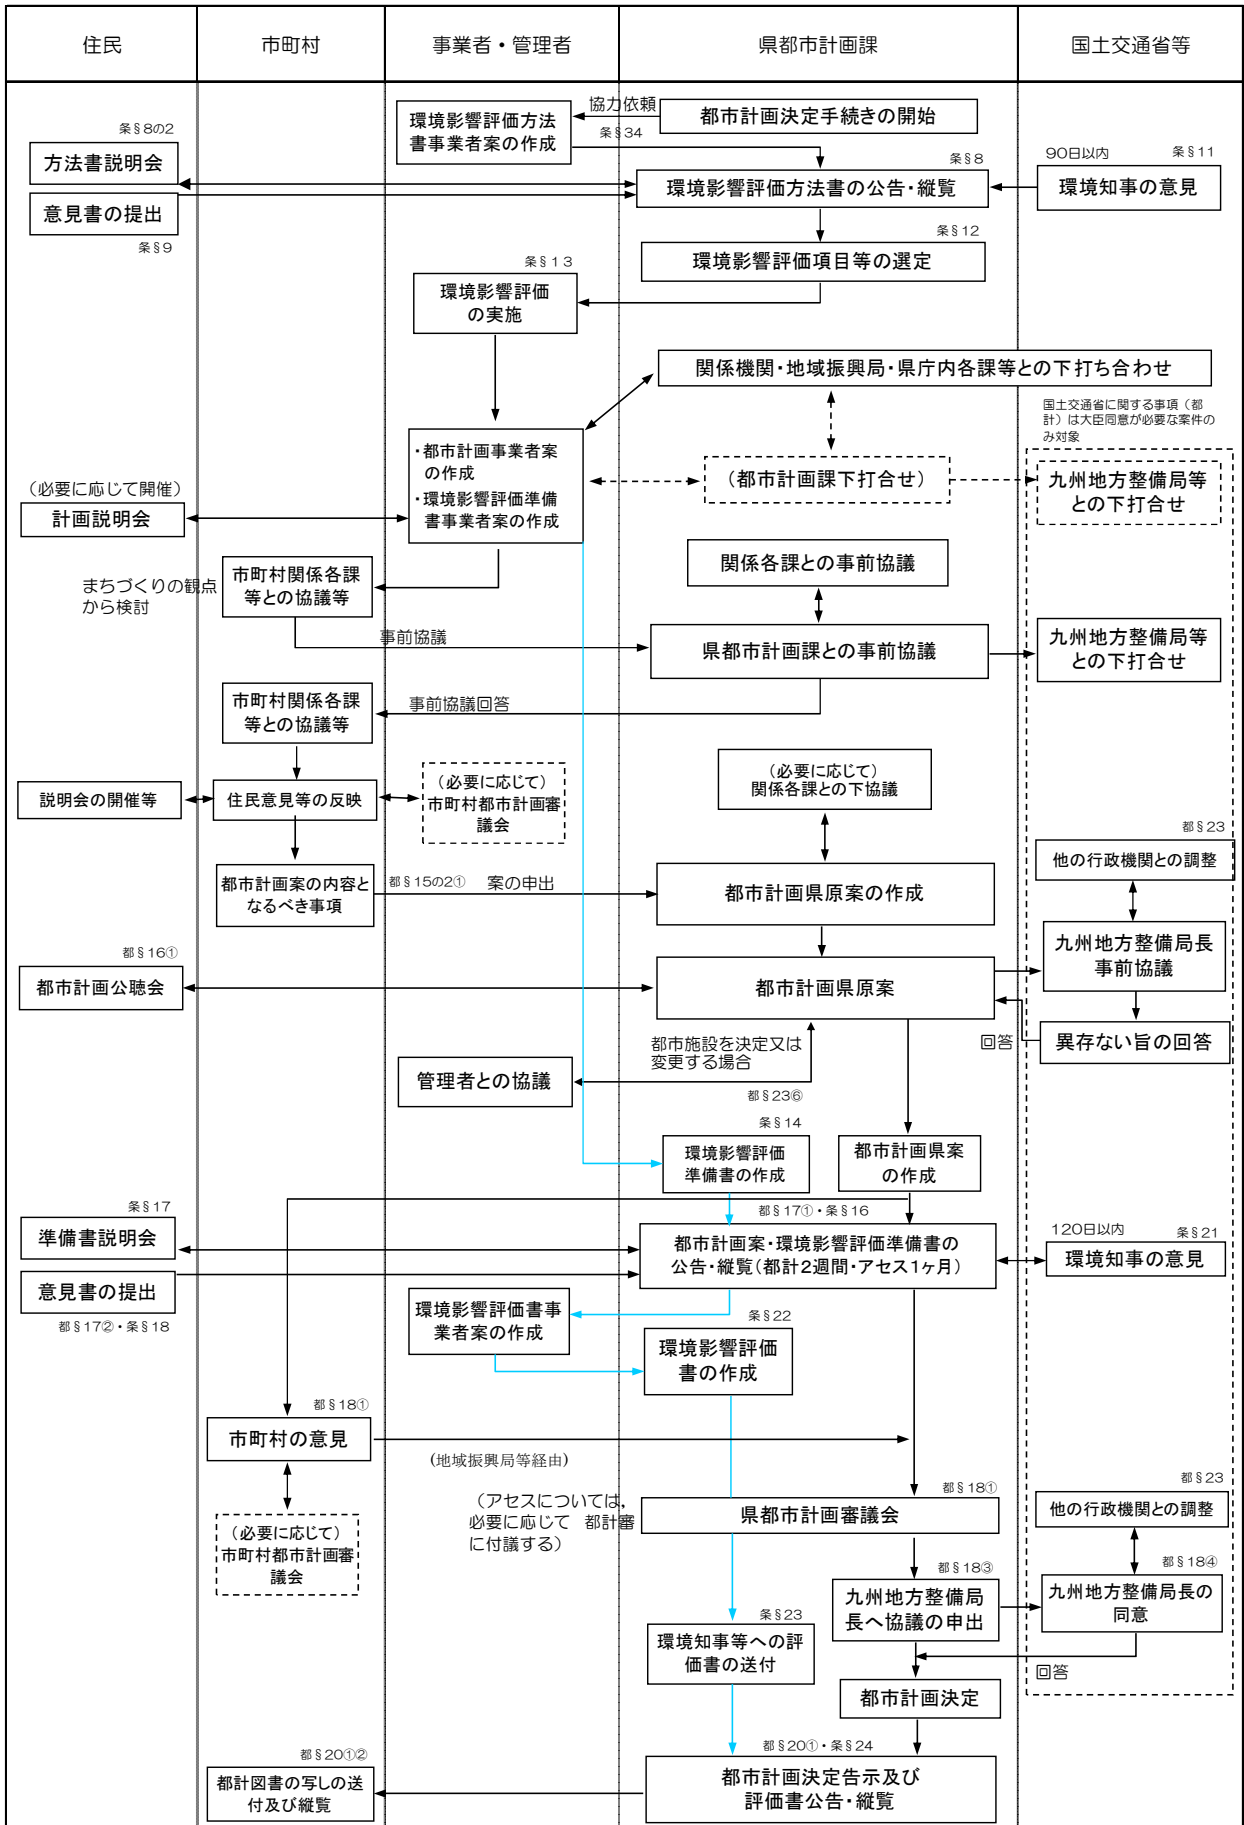 住民
市町村
事業者・管理者
県都市計画課
国土交通省等
協力依頼
都市計画決定手続きの開始
環境影響評価方法
書事業者案の作成
条§34
条§8の2
方法書説明会
条§8
環境影響評価方法書の公告・縦覧
90日以内
条§11
環境知事の意見
意見書の提出
条§9
条§12
環境影響評価項目等の選定
条§13
環境影響評価
の実施
関係機関・地域振興局・県庁内各課等との下打ち合わせ
国土交通省に関する事項（都
計）は大臣同意が必要な案件の
み対象
・都市計画事業者案
の作成
・環境影響評価準備
書事業者案の作成
（都市計画課下打合せ）
九州地方整備局等
との下打合せ
（必要に応じて開催）
計画説明会
関係各課との事前協議
まちづくりの観点
から検討
市町村関係各課
等との協議等
事前協議
県都市計画課との事前協議
九州地方整備局等
との下打合せ
市町村関係各課
等との協議等
事前協議回答
説明会の開催等
住民意見等の反映
（必要に応じて）
市町村都市計画審
議会
（必要に応じて）
関係各課との下協議
都§23
他の行政機関との調整
都市計画案の内容と
なるべき事項
都§15の2①
案の申出
都市計画県原案の作成
九州地方整備局長
事前協議
都§16①
都市計画公聴会
都市計画県原案
回答
異存ない旨の回答
都市施設を決定又は
変更する場合
管理者との協議
都§23⑥
条§14
環境影響評価
準備書の作成
都市計画県案
の作成
条§17
準備書説明会
都§17①・条§16
都市計画案・環境影響評価準備書の
公告・縦覧（都計2週間・アセス1ヶ月）
120日以内
条§21
環境知事の意見
意見書の提出
都§17②・条§18
環境影響評価書事
業者案の作成
条§22
環境影響評価
書の作成
都§18①
市町村の意見
（地域振興局等経由）
（アセスについては，
必要に応じて　都計審
に付議する）
都§18①
県都市計画審議会
都§23
他の行政機関との調整
（必要に応じて）
市町村都市計画審
議会
都§18③
九州地方整備局
長へ協議の申出
都§18④
九州地方整備局長の
同意
条§23
環境知事等への評
価書の送付
回答
都市計画決定
都§20①②
都計図書の写しの送
付及び縦覧
都§20①・条§24
都市計画決定告示及び
評価書公告・縦覧